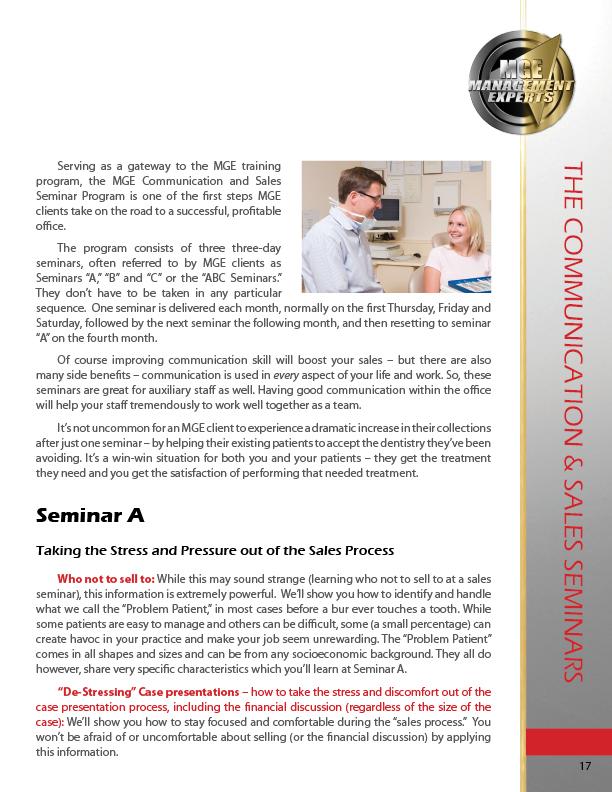 MGE
MANAGEMENT
EXPERTS
Serving as a gateway to the MGE training
program, the MGE Communication and Sales
Seminar Program is one of the first steps MGE
clients take on the road to a successful, profitable
office.
The program consists of three three-day
seminars, often referred to by MGE clients as
Seminars “A,” “B” and “C” or the “ABC Seminars.”
They don’t have to be taken in any particular
sequence. One seminar is delivered each month, normally on the first Thursday, Friday and
Saturday, followed by the next seminar the following month, and then resetting to seminar
“A” on the fourth month.
Of course improving communication skill will boost your sales – but there are also
many side benefits – communication is used in every aspect of your life and work. So, these
seminars are great for auxiliary staff as well. Having good communication within the office
will help your staff tremendously to work well together as a team.
It’s not uncommon for an MGE client to experience a dramatic increase in their collections
after just one seminar – by helping their existing patients to accept the dentistry they’ve been
avoiding. It’s a win-win situation for both you and your patients – they get the treatment
they need and you get the satisfaction of performing that needed treatment.
Seminar A
Taking the Stress and Pressure out of the Sales Process
Who not to sell to: While this may sound strange (learning who not to sell to at a sales
seminar), this information is extremely powerful. We’ll show you how to identify and handle
what we call the “Problem Patient,” in most cases before a bur ever touches a tooth. While
some patients are easy to manage and others can be difficult, some (a small percentage) can
create havoc in your practice and make your job seem unrewarding. The “Problem Patient”
comes in all shapes and sizes and can be from any socioeconomic background. They all do
however, share very specific characteristics which you’ll learn at Seminar A.
“De-Stressing” Case presentations – how to take the stress and discomfort out of the
case presentation process, including the financial discussion (regardless of the size of the
case): We’ll show you how to stay focused and comfortable during the “sales process.” You
won’t be afraid of or uncomfortable about selling (or the financial discussion) by applying
this information.
THE COMMUNICATION & SALES SEMINARS
17